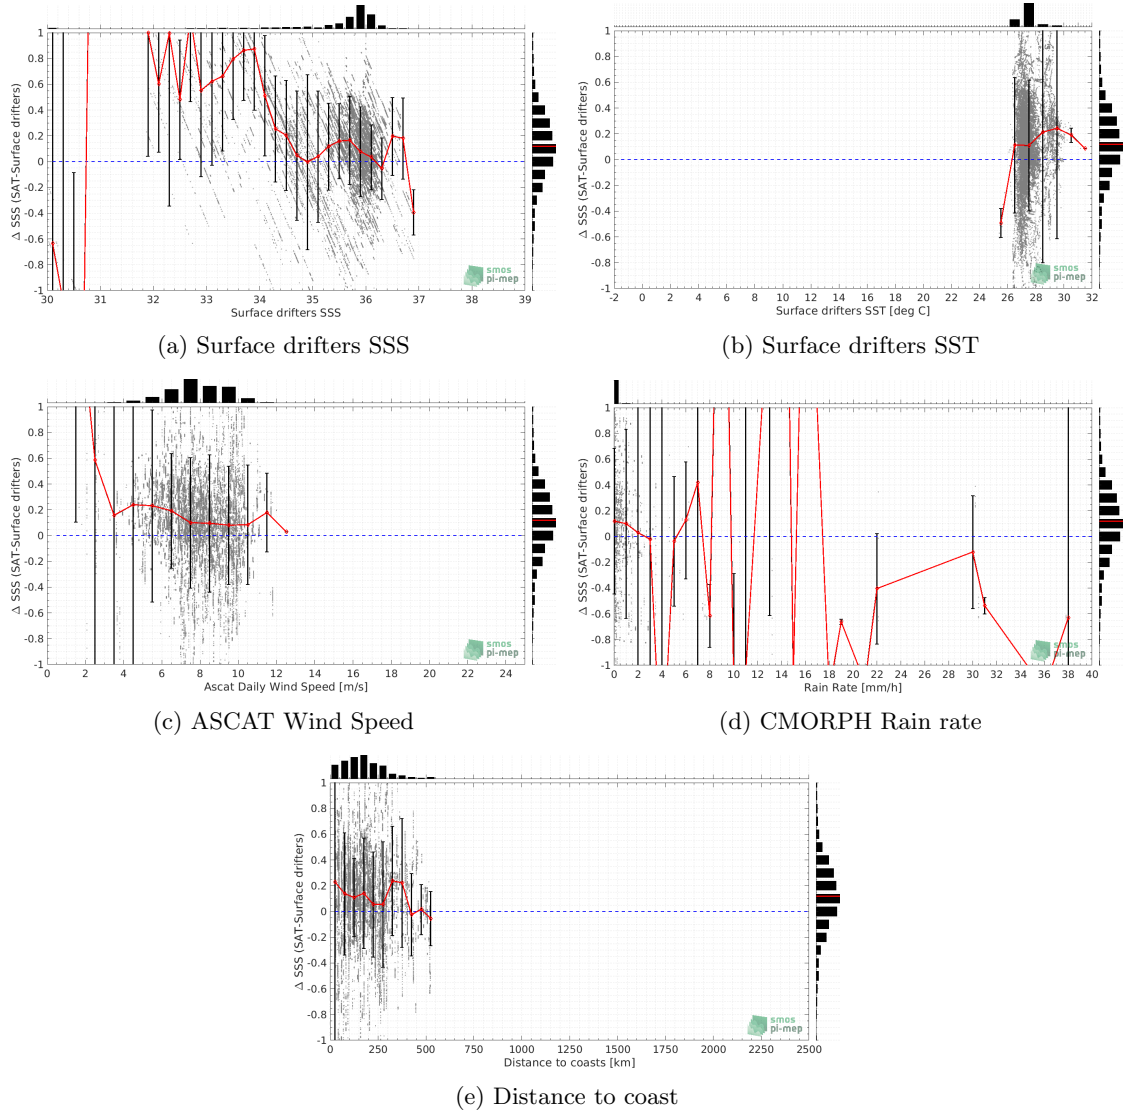 1
0.8
0.6
0.4
0.2
0
-0.2
-0.4
-0.6
-0.8
-1
Δ SSS (SAT-Surface drifters)
30 31 32 33 34 35 36 37 38 39
Surface drifters SSS
smos
pi-mep
(a) Surface drifters SSS
1
0.8
0.6
0.4
0.2
0
-0.2
-0.4
-0.6
-0.8
-1
Δ SSS (SAT-Surface drifters)
-2 0 2 4 6 8 10 12 14 16 18 20 22 24 26 28 30 32
Surface drifters SST [deg C]
smos
pi-mep
(b) Surface drifters SST
1
0.8
0.6
0.4
0.2
0
-0.2
-0.4
-0.6
-0.8
-1
Δ SSS (SAT-Surface drifters)
0 2 4 6 8 10 12 14 16 18 20 22 24
Ascat Daily Wind Speed [m/s]
smos
pi-mep
(c) ASCAT Wind Speed
1
0.8
0.6
0.4
0.2
0
-0.2
-0.4
-0.6
-0.8
-1
Δ SSS (SAT-Surface drifters)
0 2 4 6 8 10 12 14 16 18 20 22 24 26 28 30 32 34 36 38 40
Rain Rate [mm/h]
smos
pi-mep
(d) CMORPH Rain rate
1
0.8
0.6
0.4
0.2
0
-0.2
-0.4
-0.6
-0.8
-1
Δ SSS (SAT-Surface drifters)
0 250 500 750 1000 1250 1500 1750 2000 2250 2500
Distance to coasts [km]
smos
pi-mep
(e) Distance to coast